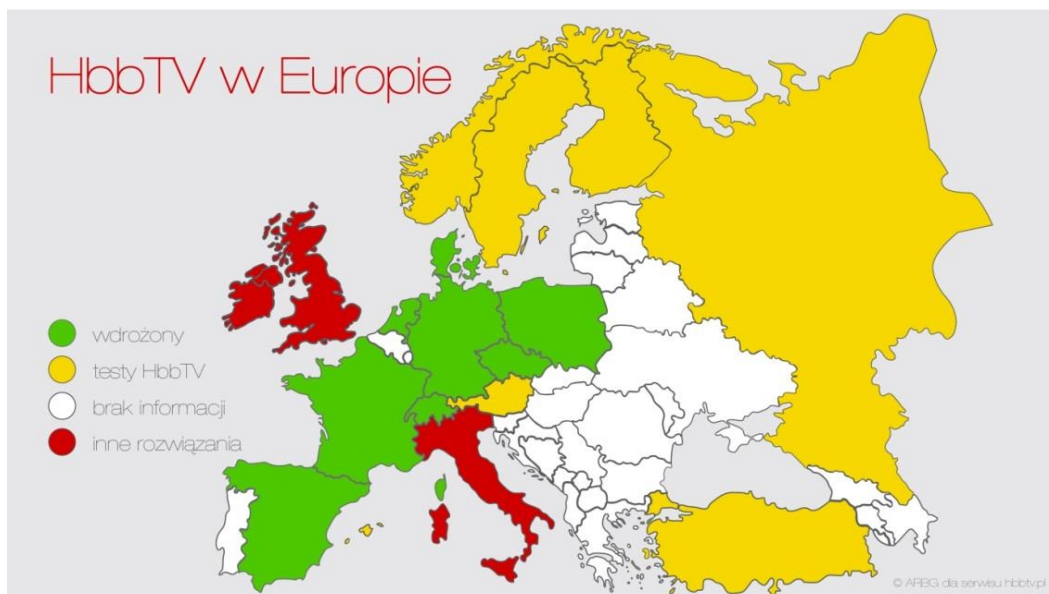 HbbTV w Europie
wdrożony
testy HbbTV
brak informacji
inne rozwiązania
© ARBG dla serwisu hbbtv.pl